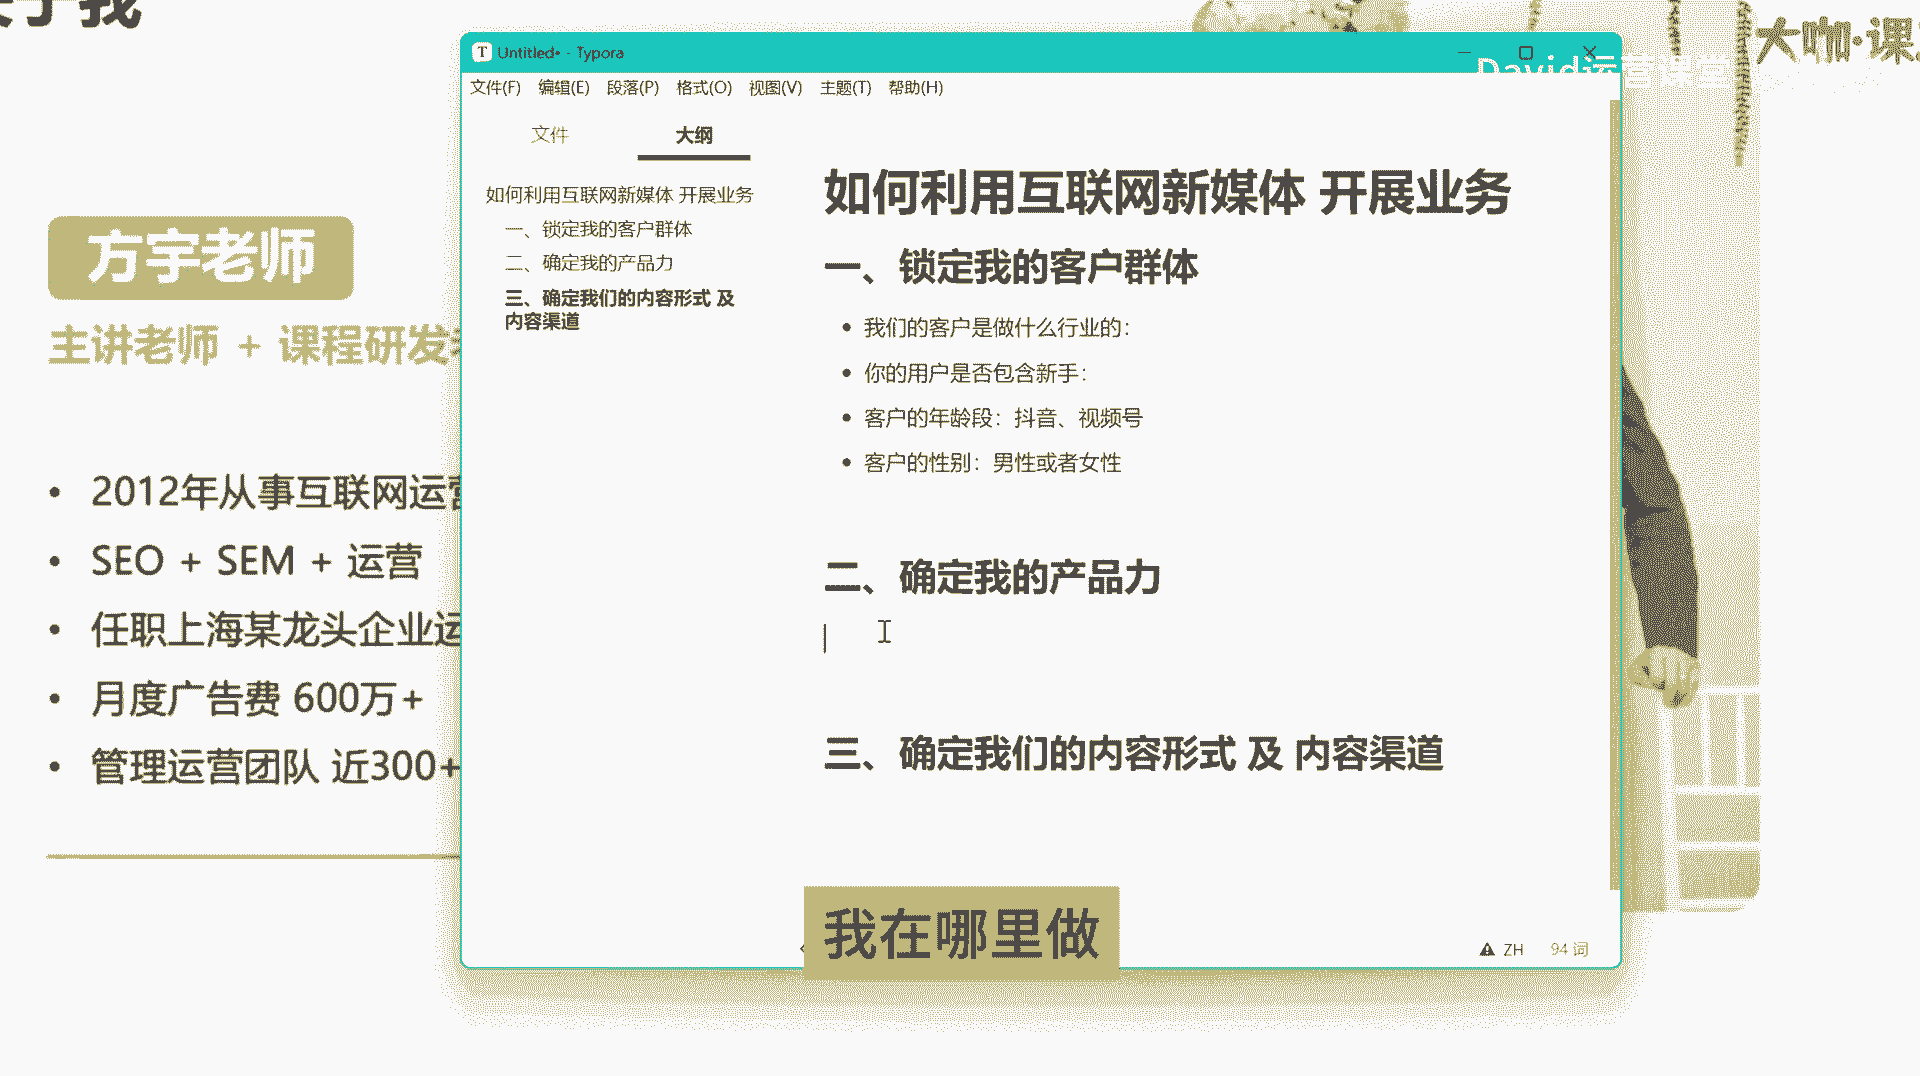 于我
大咖·课
方宇老师
主讲老师 + 课程研发
• 2012年从事互联网运营
• SEO + SEM + 运营
• 任职上海某龙头企业运
• 月度广告费 600万+
• 管理运营团队 近300+
Untitled• - Typora
David运营课堂
文件(F) 编辑(E) 段落(P) 格式(O) 视图(V) 主题(T) 帮助(H)
文件 大纲
如何利用互联网新媒体 开展业务
一、锁定我的客户群体
二、确定我的产品力
三、确定我们的内容形式 及
内容渠道
如何利用互联网新媒体 开展业务
一、锁定我的客户群体
• 我们的客户是做什么行业的：
• 你的用户是否包含新手：
• 客户的年龄段：抖音、视频号
• 客户的性别：男性或者女性
二、确定我的产品力
三、确定我们的内容形式 及 内容渠道
我在哪里做
ZH 94 词